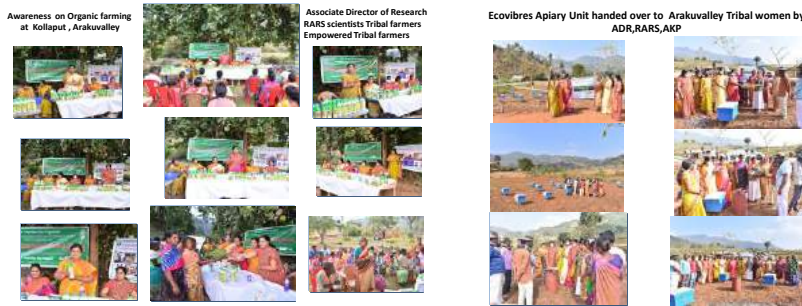 Awareness on Organic farming
at Kollaput , Arakuvalley
Associate Director of Research
RARS scientists Tribal farmers
Empowered Tribal farmers
Ecovibres Apiary Unit handed over to Arakuvalley Tribal women by
ADR,RARS,AKP